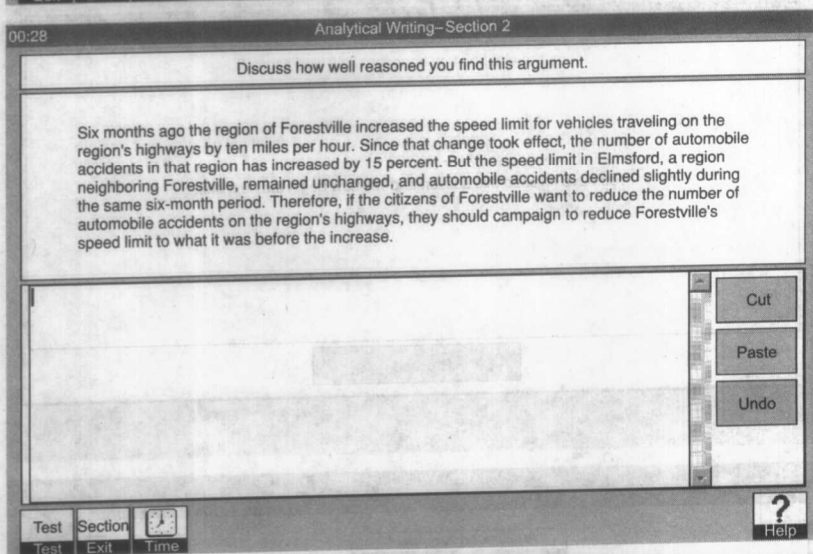 00:28
Analytical Writing–Section 2
Discuss how well reasoned you find this argument.
Six months ago the region of Forestville increased the speed limit for vehicles traveling on the
region's highways by ten miles per hour. Since that change took effect, the number of automobile
accidents in that region has increased by 15 percent. But the speed limit in Elmsford, a region
neighboring Forestville, remained unchanged, and automobile accidents declined slightly during
the same six-month period. Therefore, if the citizens of Forestville want to reduce the number of
automobile accidents on the region's highways, they should campaign to reduce Forestville's
speed limit to what it was before the increase.
Cut
Paste
Undo
Test Section
Test Exit Time
?
Help